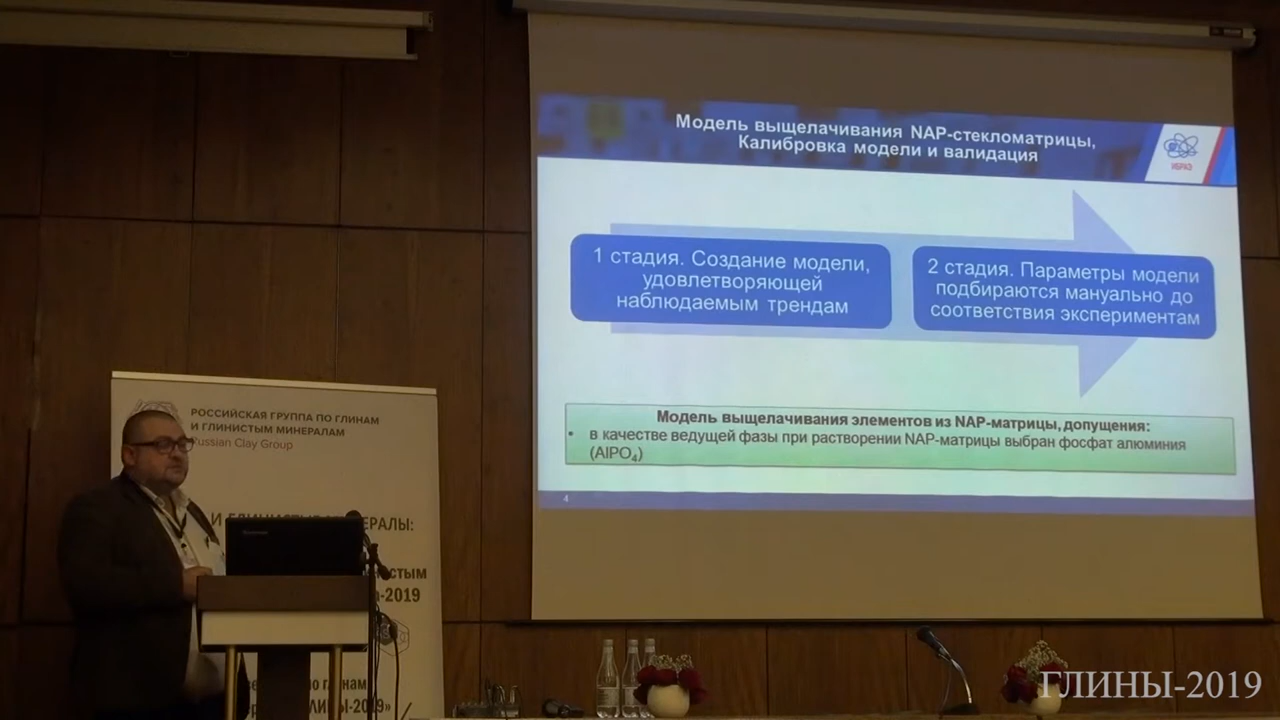 Модель выщелачивания NAP-стекломатрицы,
Калибровка модели и валидация
ИБРАЭ
1 стадия. Создание модели,
удовлетворяющей
наблюдаемым трендам
2 стадия. Параметры модели
подбираются мануально до
соответствия экспериментам
Модель выщелачивания элементов из NAP-матрицы, допущения:
• в качестве ведущей фазы при растворении NAP-матрицы выбран фосфат алюминия
(AlPO₄)
4
РОССИЙСКАЯ ГРУППА ПО ГЛИНАМ
И ГЛИНИСТЫМ МИНЕРАЛАМ
Russian Clay Group
ГЛИНЫ-2019